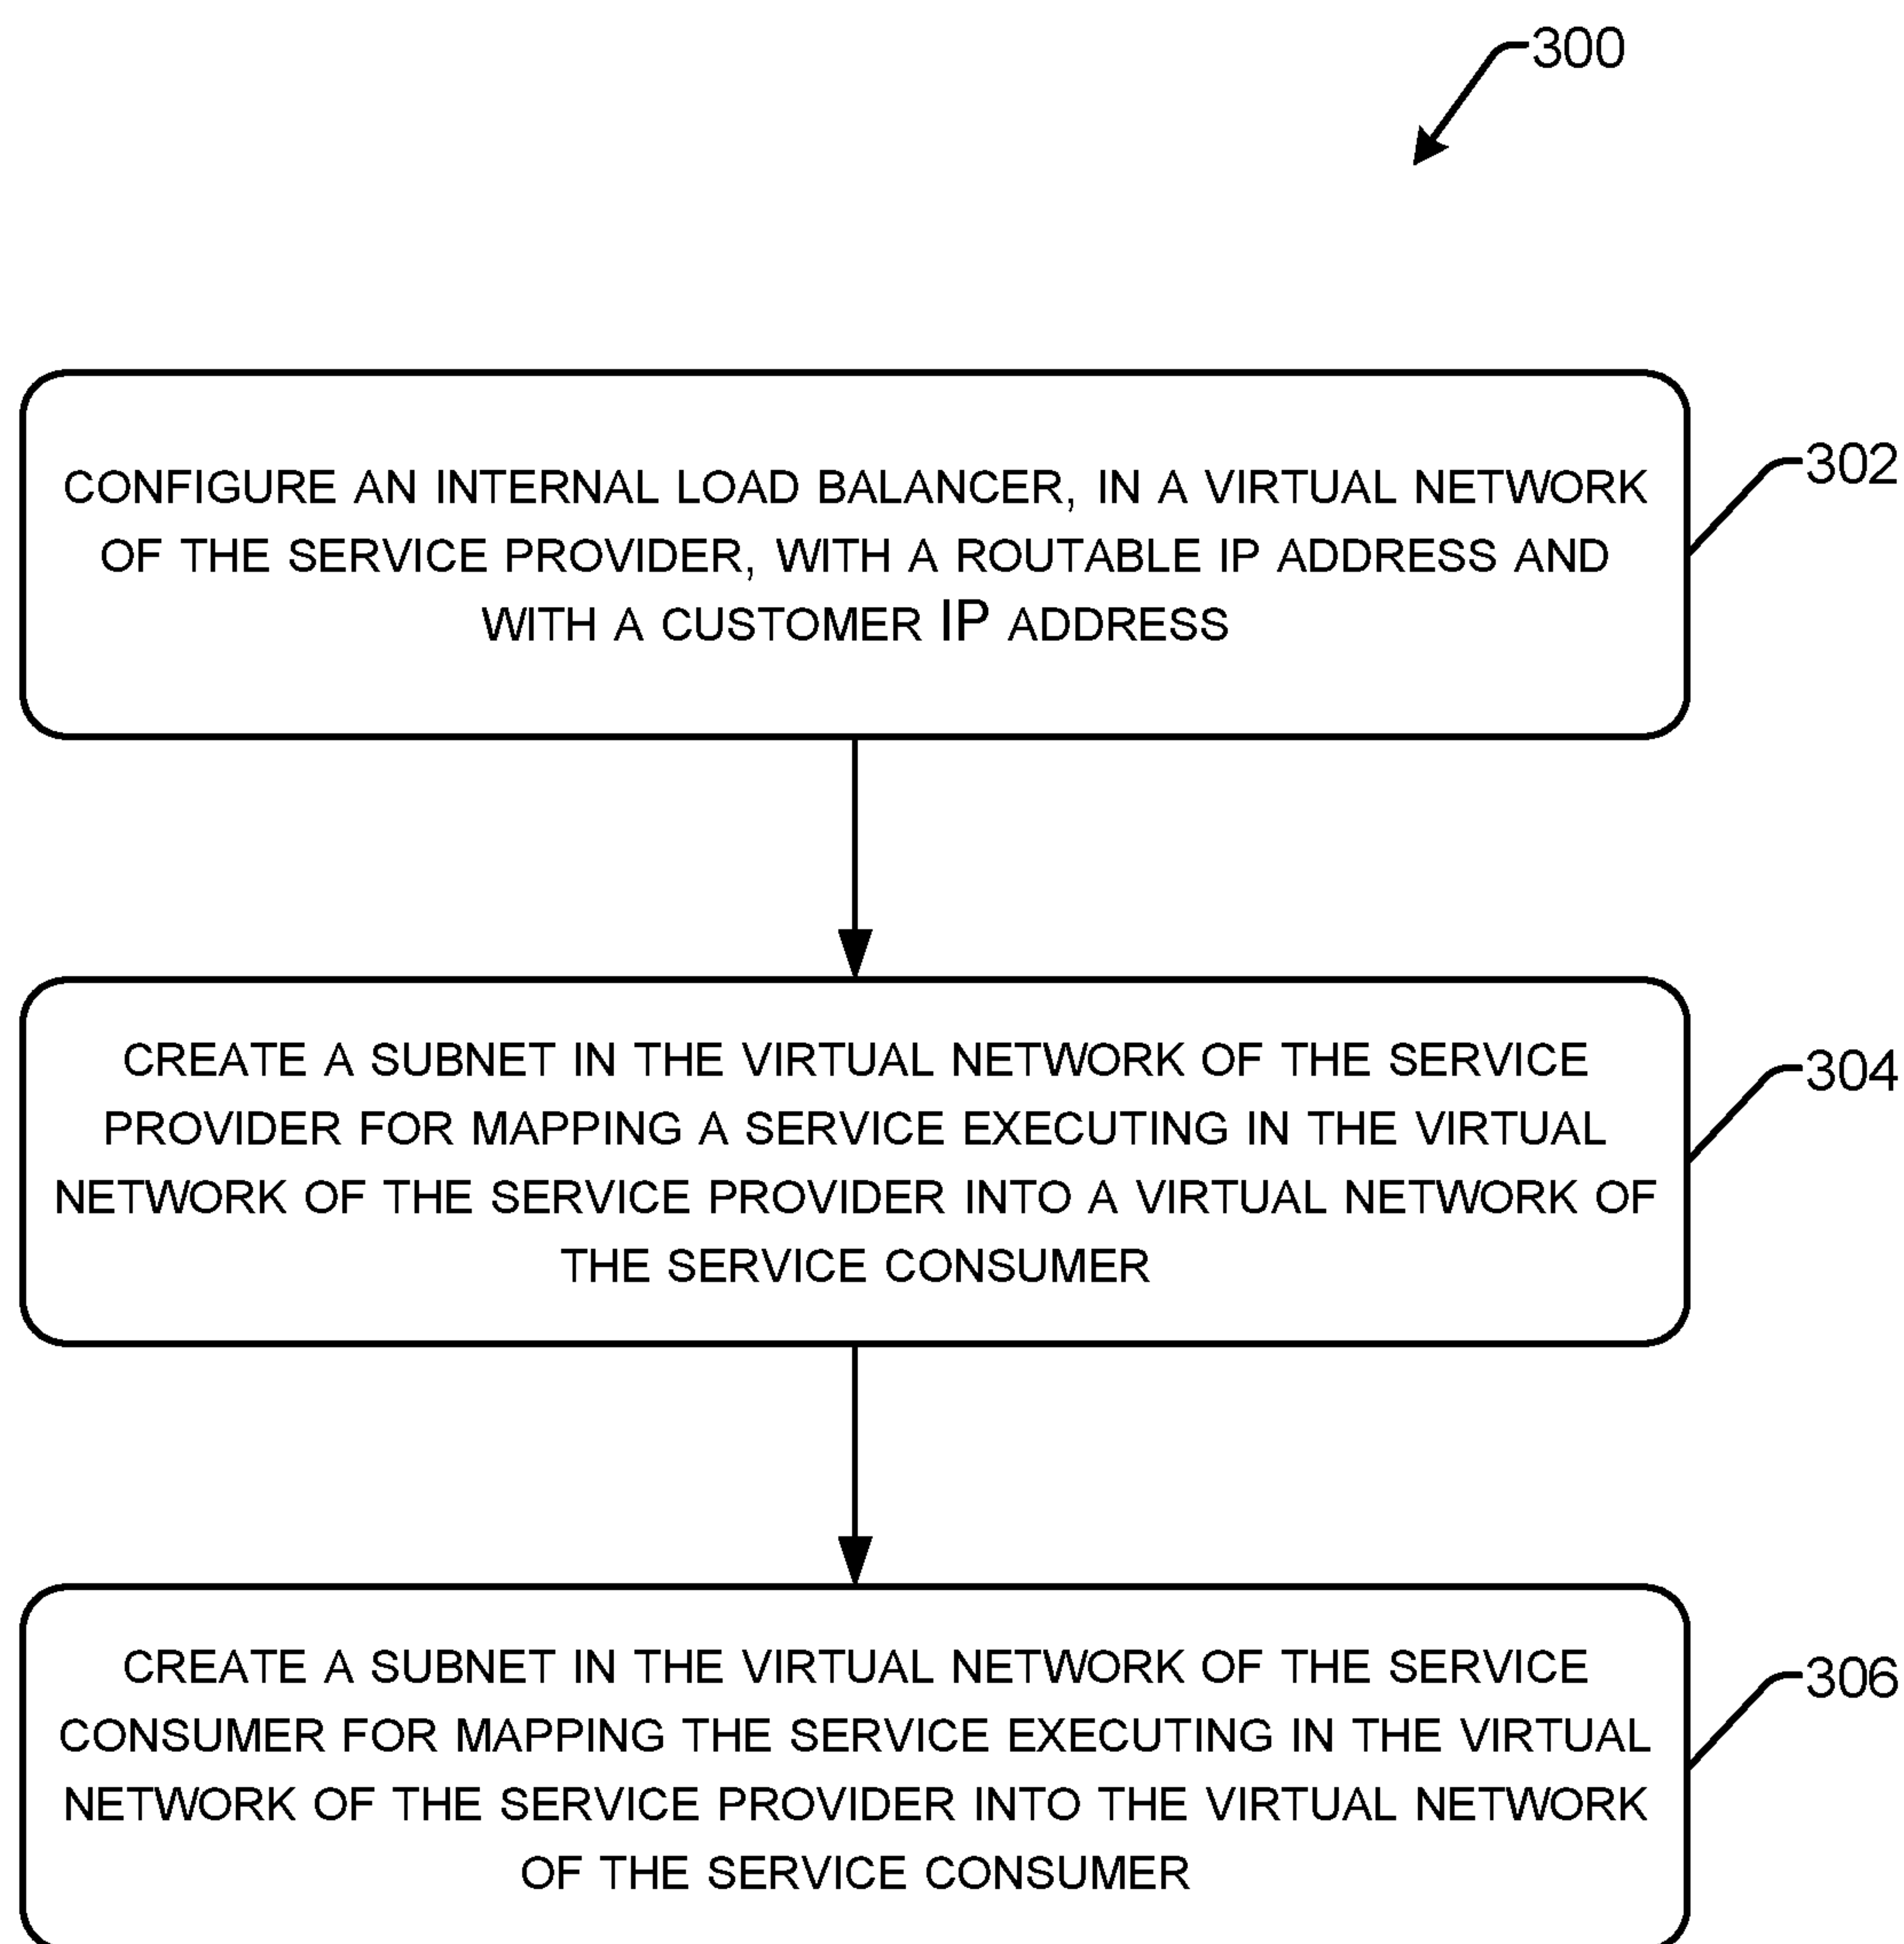 300
CONFIGURE AN INTERNAL LOAD BALANCER, IN A VIRTUAL NETWORK
OF THE SERVICE PROVIDER, WITH A ROUTABLE IP ADDRESS AND
WITH A CUSTOMER IP ADDRESS
302
CREATE A SUBNET IN THE VIRTUAL NETWORK OF THE SERVICE
PROVIDER FOR MAPPING A SERVICE EXECUTING IN THE VIRTUAL
NETWORK OF THE SERVICE PROVIDER INTO A VIRTUAL NETWORK OF
THE SERVICE CONSUMER
304
CREATE A SUBNET IN THE VIRTUAL NETWORK OF THE SERVICE
CONSUMER FOR MAPPING THE SERVICE EXECUTING IN THE VIRTUAL
NETWORK OF THE SERVICE PROVIDER INTO THE VIRTUAL NETWORK
OF THE SERVICE CONSUMER
306